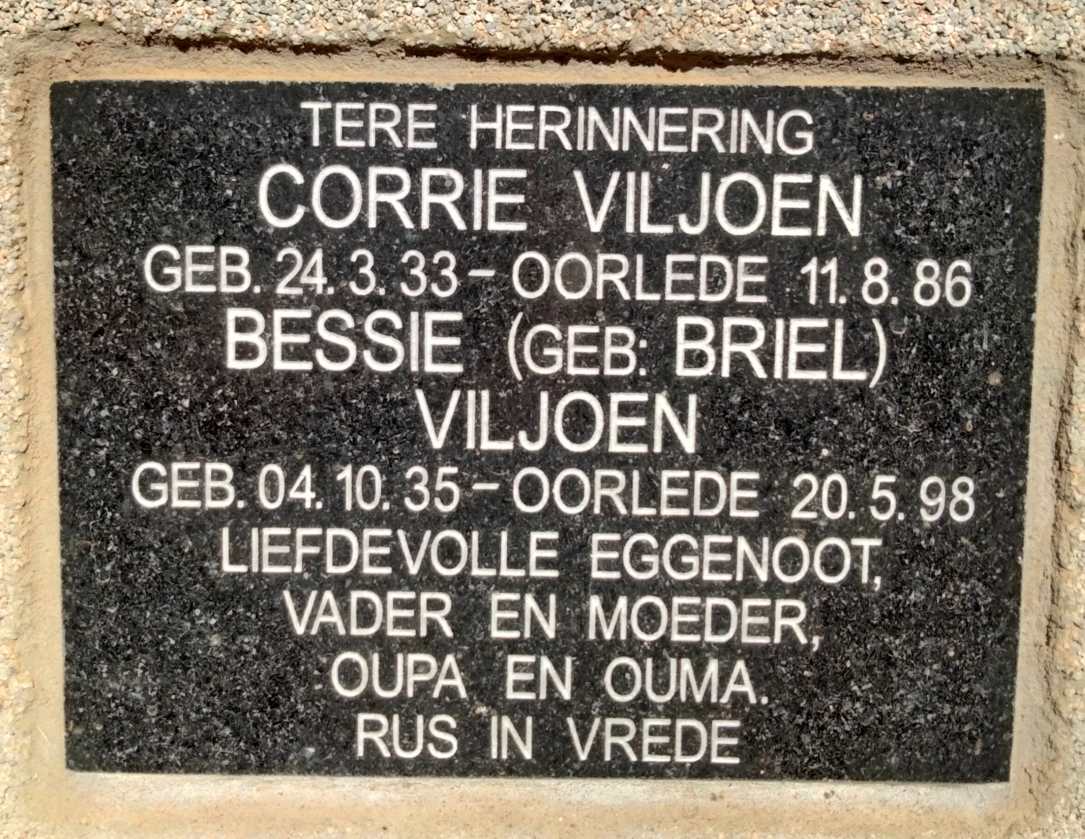 TERE HERINNERING
CORRIE VILJOEN
GEB. 24. 3. 33 - OORLEDE 11. 8. 86
BESSIE (GEB: BRIEL)
VILJOEN
GEB. 04. 10. 35 - OORLEDE 20. 5. 98
LIEFDEVOLLE EGGENOOT,
VADER EN MOEDER,
OUPA EN OUMA.
RUS IN VREDE